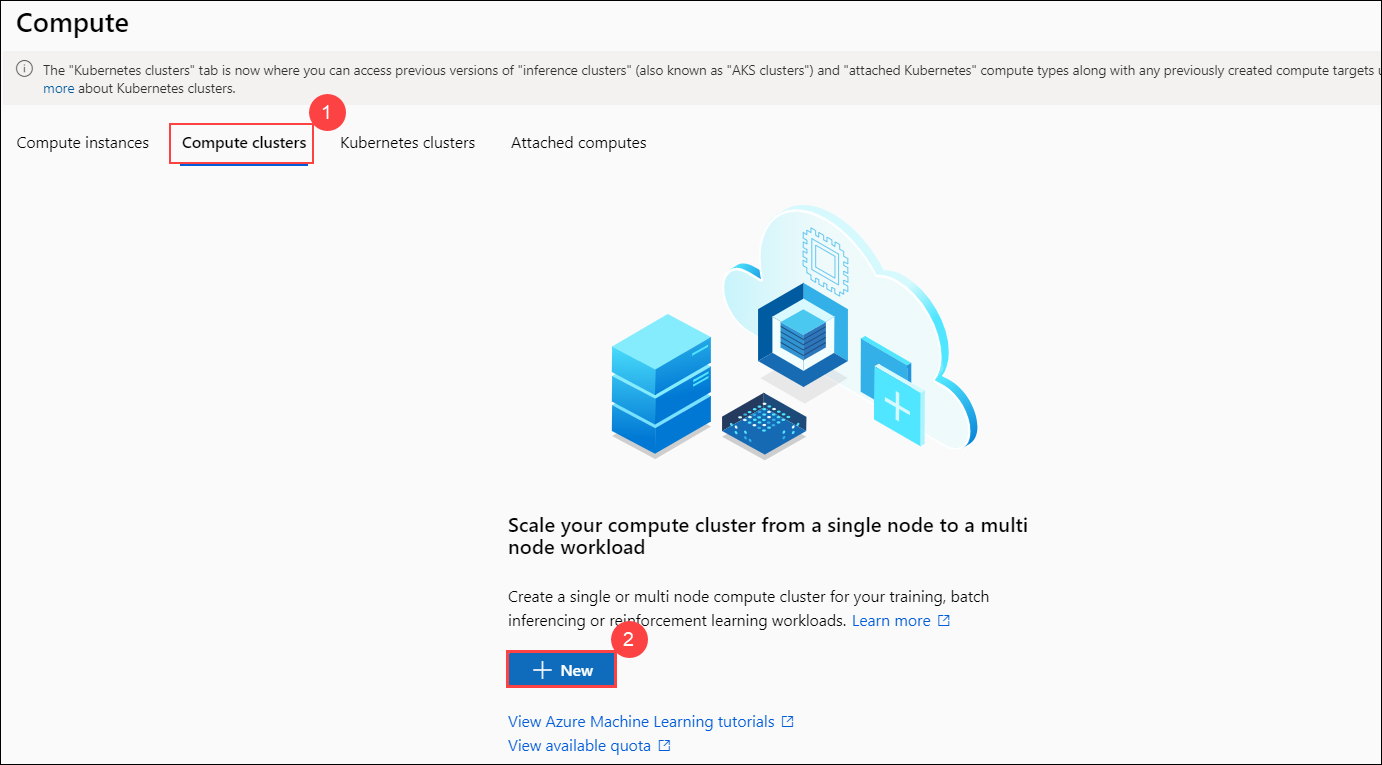 Compute
The "Kubernetes clusters" tab is now where you can access previous versions of "inference clusters" (also known as "AKS clusters") and "attached Kubernetes" compute types along with any previously created compute targets
more about Kubernetes clusters.
1
Compute instances Compute clusters Kubernetes clusters Attached computes
Scale your compute cluster from a single node to a multi
node workload
Create a single or multi node compute cluster for your training, batch
inferencing or reinforcement learning workloads. Learn more
2
New
View Azure Machine Learning tutorials
View available quota